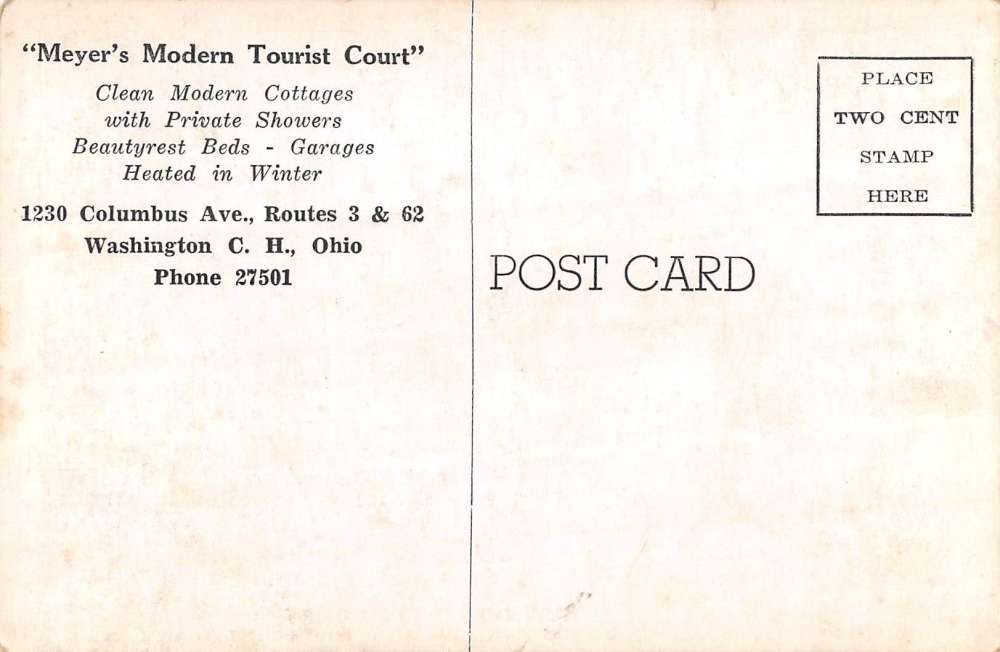 "Meyer's Modern Tourist Court"
Clean Modern Cottages
with Private Showers
Beautyrest Beds - Garages
Heated in Winter
1230 Columbus Ave., Routes 3 & 62
Washington C. H., Ohio
Phone 27501
PLACE
TWO CENT
STAMP
HERE
POST CARD